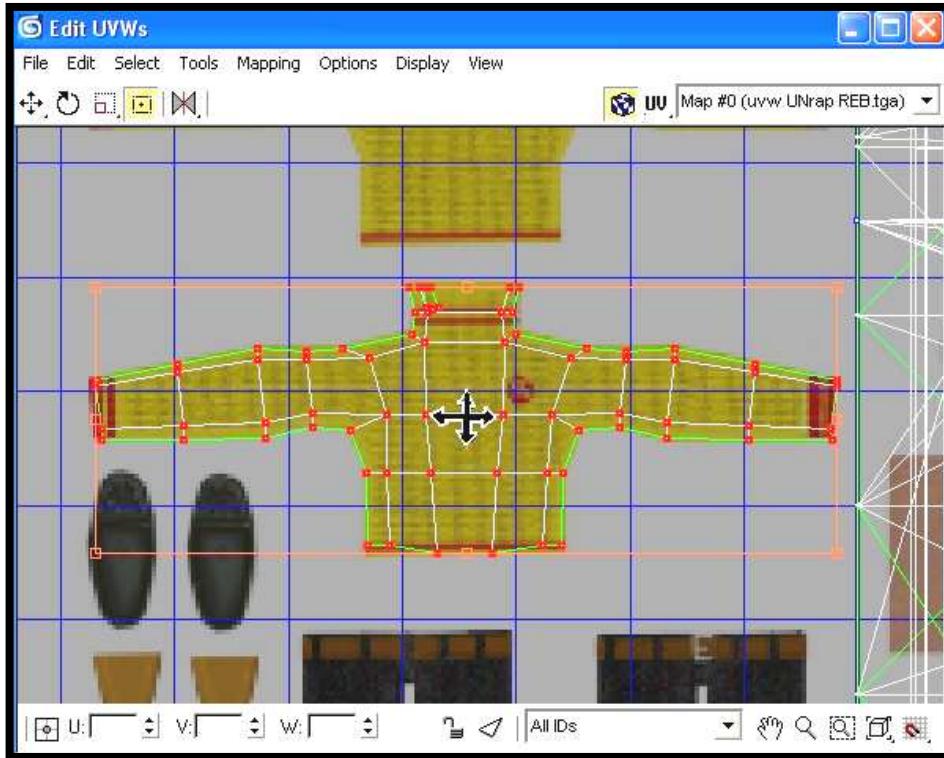 Edit UVWs
File Edit Select Tools Mapping Options Display View
UV Map #0 (uvw UNrap REB.tga)
U: V: W: All IDs